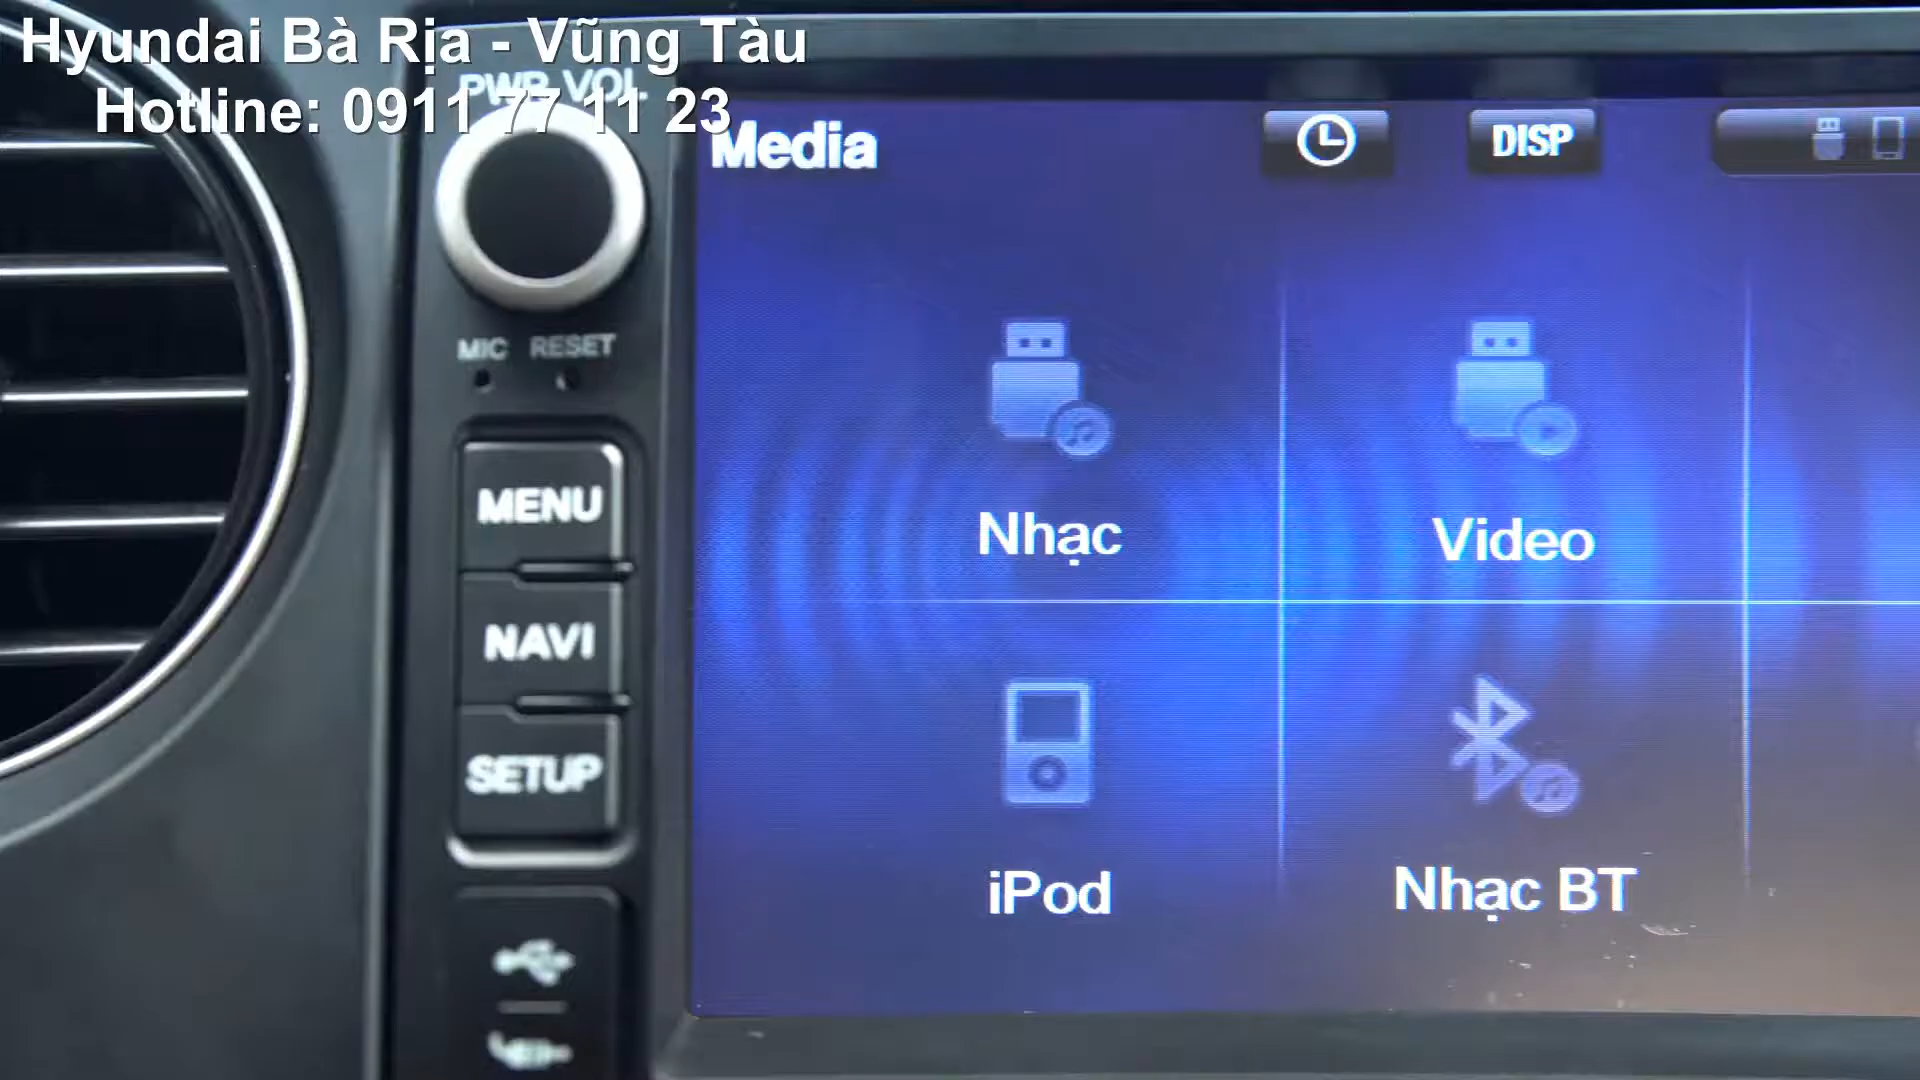 Hyundai Bà Rịa - Vũng Tàu
Hotline: 0911 77 11 23
PWR VOL
Media
DISP
MIC RESET
MENU
NAVI
SETUP
Nhạc
Video
iPod
Nhạc BT